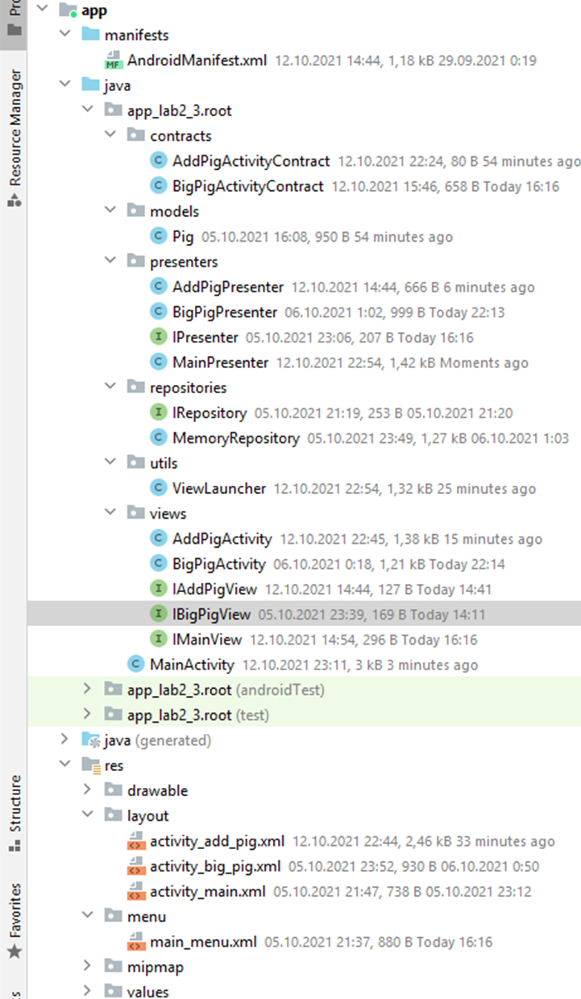 Pro
app
manifests
MF AndroidManifest.xml 12.10.2021 14:44, 1,18 kB 29.09.2021 0:19
java
app_lab2_3.root
contracts
C AddPigActivityContract 12.10.2021 22:24, 80 B 54 minutes ago
C BigPigActivityContract 12.10.2021 15:46, 658 B Today 16:16
models
C Pig 05.10.2021 16:08, 950 B 54 minutes ago
presenters
C AddPigPresenter 12.10.2021 14:44, 666 B 6 minutes ago
C BigPigPresenter 06.10.2021 1:02, 999 B Today 22:13
I IPresenter 05.10.2021 23:06, 207 B Today 16:16
C MainPresenter 12.10.2021 22:54, 1,42 kB Moments ago
repositories
I IRepository 05.10.2021 21:19, 253 B 05.10.2021 21:20
C MemoryRepository 05.10.2021 23:49, 1,27 kB 06.10.2021 1:03
utils
C ViewLauncher 12.10.2021 22:54, 1,32 kB 25 minutes ago
views
C AddPigActivity 12.10.2021 22:45, 1,38 kB 15 minutes ago
C BigPigActivity 06.10.2021 0:18, 1,21 kB Today 22:14
I IAddPigView 12.10.2021 14:44, 127 B Today 14:41
I IBigPigView 05.10.2021 23:39, 169 B Today 14:11
I IMainView 12.10.2021 14:54, 296 B Today 16:16
C MainActivity 12.10.2021 23:11, 3 kB 3 minutes ago
app_lab2_3.root (androidTest)
app_lab2_3.root (test)
java (generated)
res
drawable
layout
activity_add_pig.xml 12.10.2021 22:44, 2,46 kB 33 minutes ago
activity_big_pig.xml 05.10.2021 23:52, 930 B 06.10.2021 0:50
activity_main.xml 05.10.2021 21:47, 738 B 05.10.2021 23:12
menu
main_menu.xml 05.10.2021 21:37, 880 B Today 16:16
mipmap
values
Resource Manager
Structure
Favorites